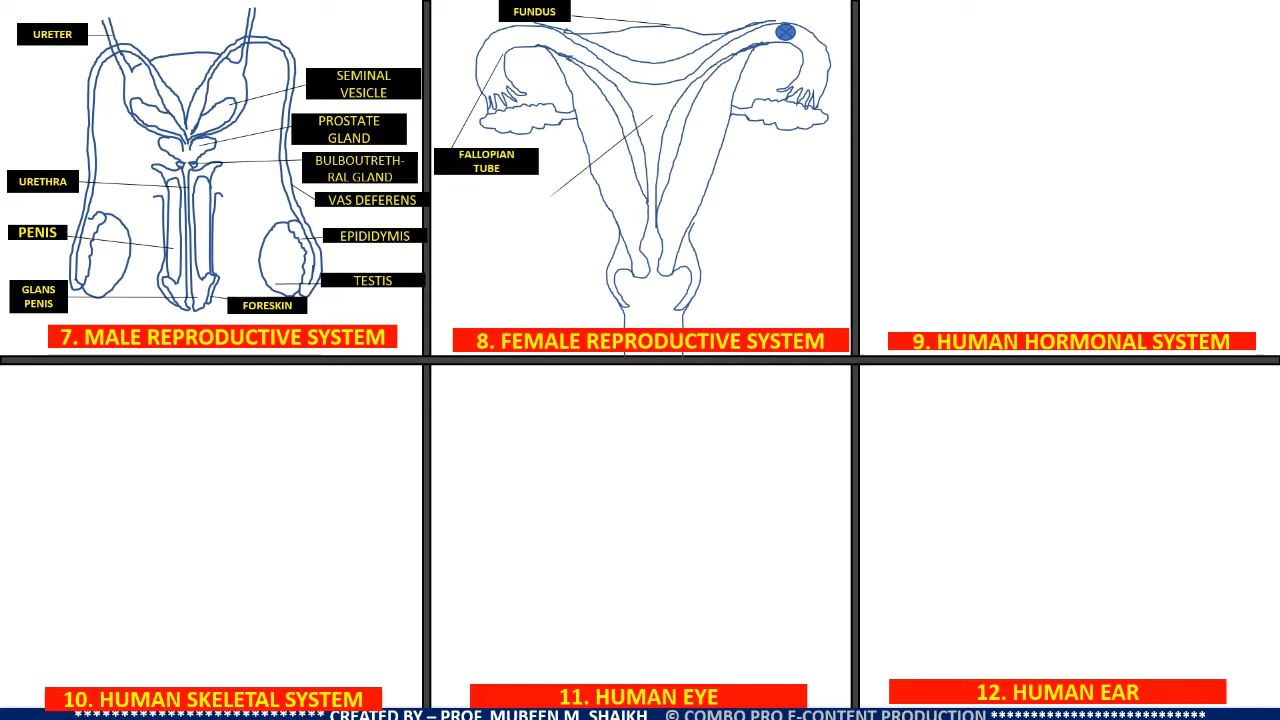 URETER
SEMINAL
VESICLE
PROSTATE
GLAND
BULBOUTRETH-
RAL GLAND
URETHRA
VAS DEFERENS
PENIS
EPIDIDYMIS
TESTIS
GLANS
PENIS
FORESKIN
7. MALE REPRODUCTIVE SYSTEM
FUNDUS
FALLOPIAN
TUBE
8. FEMALE REPRODUCTIVE SYSTEM
9. HUMAN HORMONAL SYSTEM
10. HUMAN SKELETAL SYSTEM
11. HUMAN EYE
12. HUMAN EAR
*************************** CREATED BY – PROF. MUBEEN M. SHAIKH © COMBO PRO E-CONTENT PRODUCTION ***************************